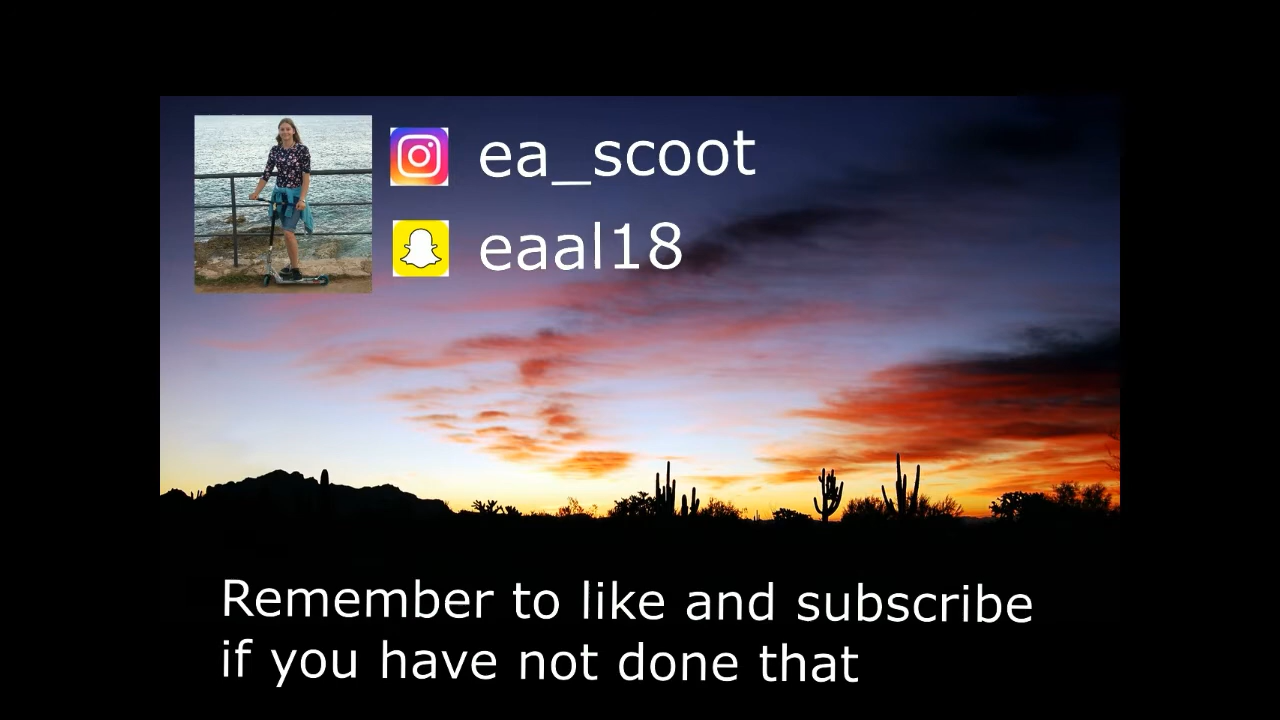 ea_scoot
eaal18
Remember to like and subscribe
if you have not done that